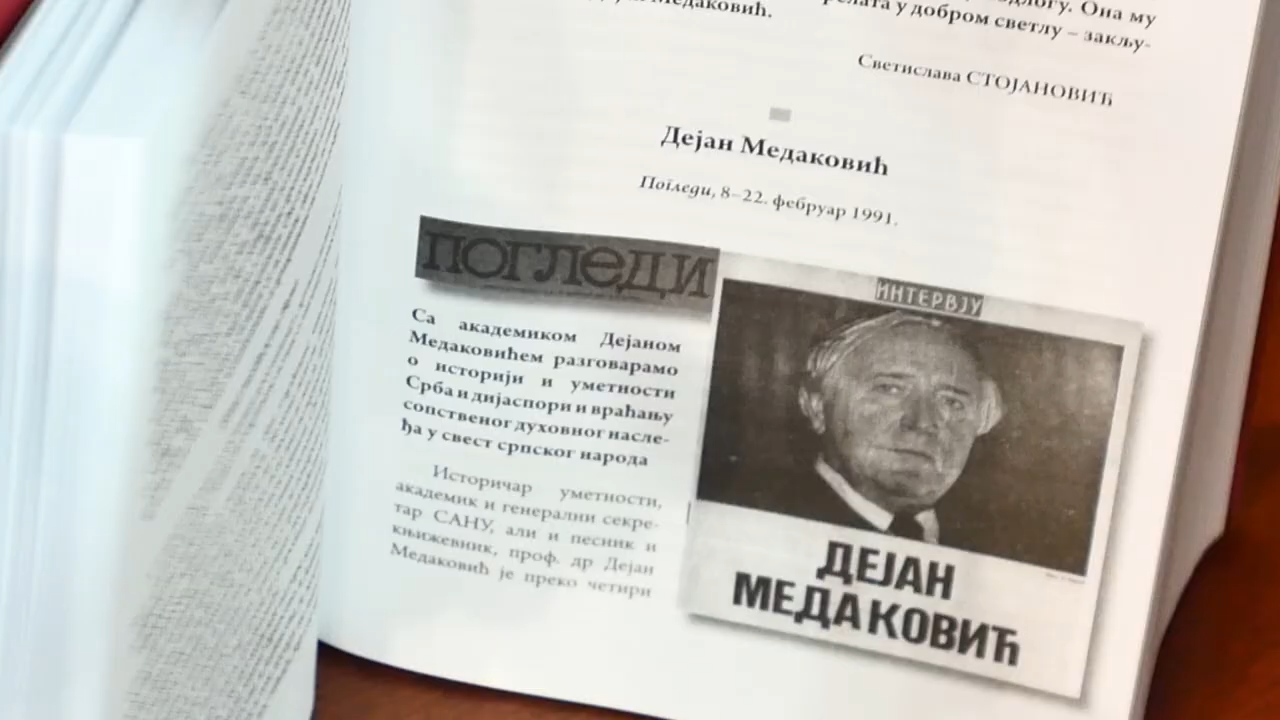 Она му
у добром светлу – закљу-
Медаковић.
Светислава СТОЈАНОВИЋ
Дејан Медаковић
Погледи, 8–22. фебруар 1991.
ПОГЛЕДИ
Са академиком Дејаном
Медаковићем разговарамо
о историји и уметности
Срба и дијаспори и враћању
сопственог духовног насле-
ђа у свест српског народа
Историчар уметности,
академик и генерални секре-
тар САНУ, али и песник и
књижевник, проф. др Дејан
Медаковић је преко четири
ИНТЕРВЈУ
ДЕЈАН
МЕДАКОВИЋ